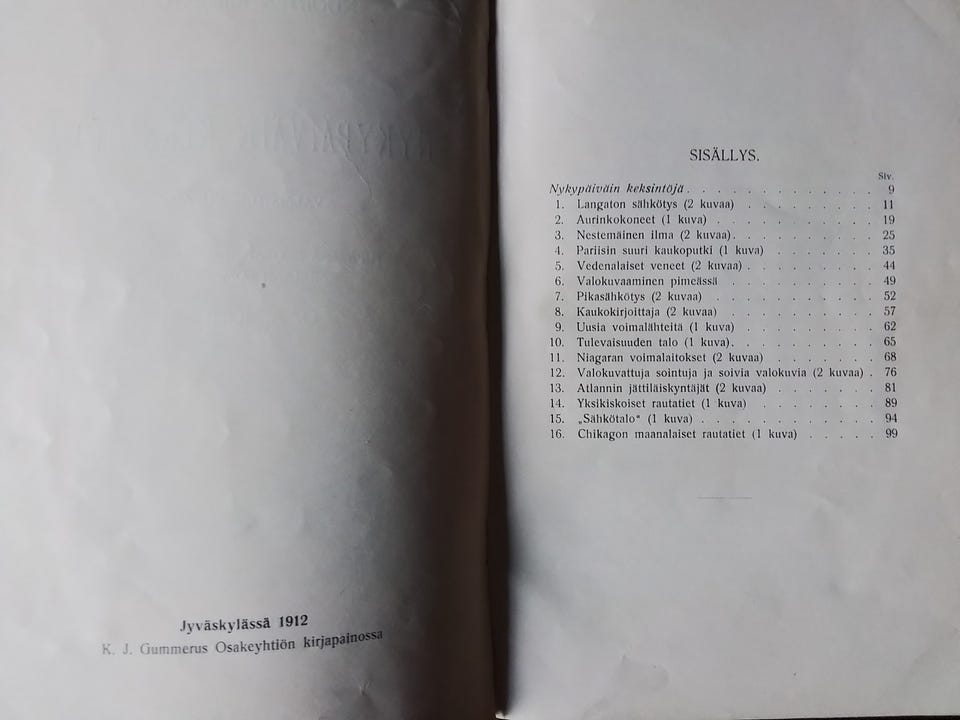 Jyväskylässä 1912
K. J. Gummerus Osakeyhtiön kirjapainossa
SISÄLLYS.
Siv.
Nykypäiväin keksintöjä . . . . . . . . . . . . . 9
1. Langaton sähkötys (2 kuvaa) . . . . . . . . . 11
2. Aurinkokoneet (1 kuva) . . . . . . . . . . . 19
3. Nestemäinen ilma (2 kuvaa). . . . . . . . . . 25
4. Pariisin suuri kaukoputki (1 kuva) . . . . . . . 35
5. Vedenalaiset veneet (2 kuvaa) . . . . . . . . . 44
6. Valokuvaaminen pimeässä . . . . . . . . . . 49
7. Pikasähkötys (2 kuvaa) . . . . . . . . . . . 52
8. Kaukokirjoittaja (2 kuvaa) . . . . . . . . . . 57
9. Uusia voimalähteitä (1 kuva) . . . . . . . . . 62
10. Tulevaisuuden talo (1 kuva). . . . . . . . . . 65
11. Niagaran voimalaitokset (2 kuvaa) . . . . . . . 68
12. Valokuvattuja sointuja ja soivia valokuvia (2 kuvaa) . 76
13. Atlannin jättiläiskyntäjät (2 kuvaa) . . . . . . . 81
14. Yksikiskoiset rautatiet (1 kuva) . . . . . . . . 89
15. „Sähkötalo“ (1 kuva) . . . . . . . . . . . . 94
16. Chikagon maanalaiset rautatiet (1 kuva) . . . . . 99